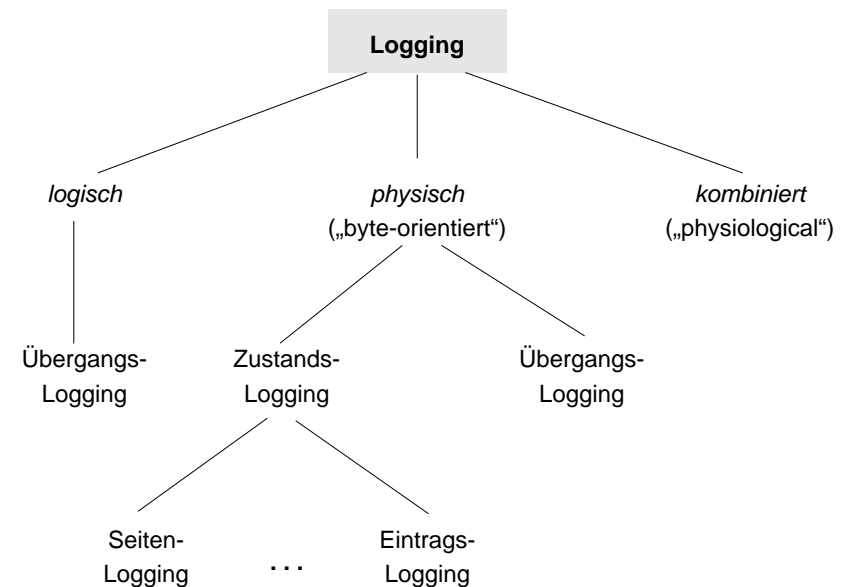 Logging
logisch
physisch
(„byte-orientiert“)
kombiniert
(„physiological“)
Übergangs-
Logging
Zustands-
Logging
Übergangs-
Logging
Seiten-
Logging
...
Eintrags-
Logging